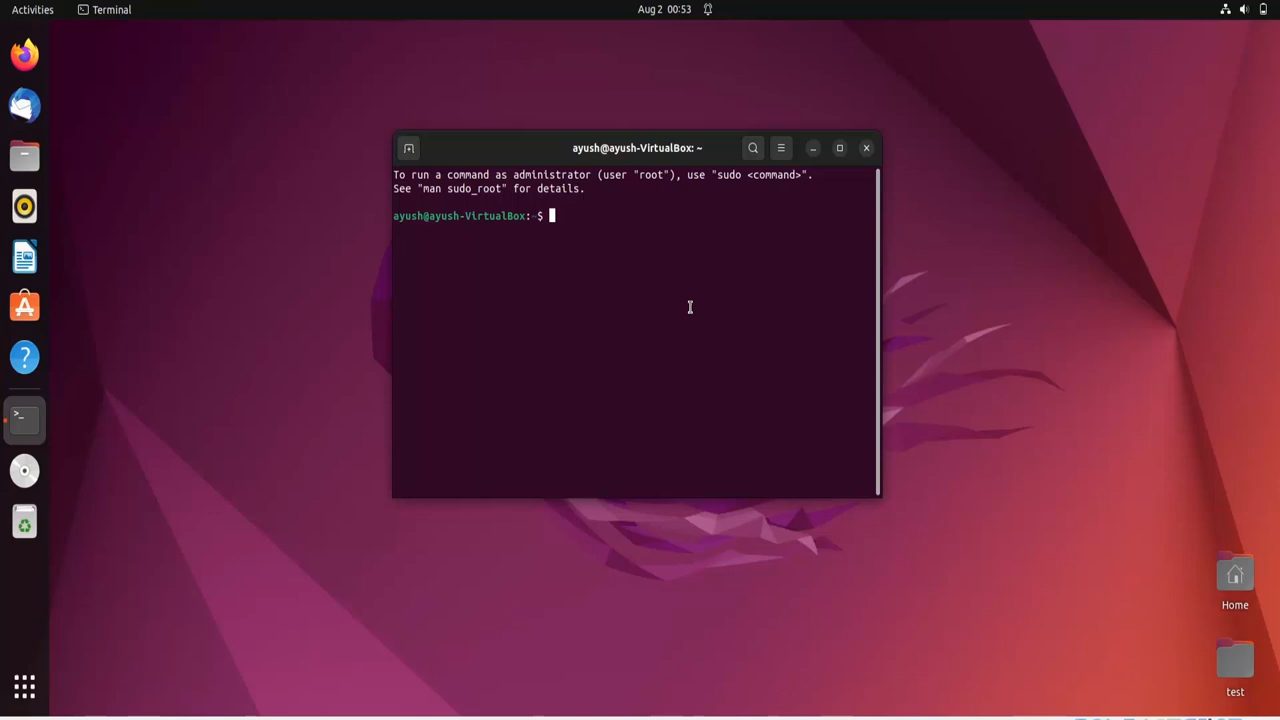 Activities
Terminal
Aug 2 00:53
ayush@ayush-VirtualBox: ~
To run a command as administrator (user "root"), use "sudo <command>".
See "man sudo_root" for details.
ayush@ayush-VirtualBox:~$
Home
test